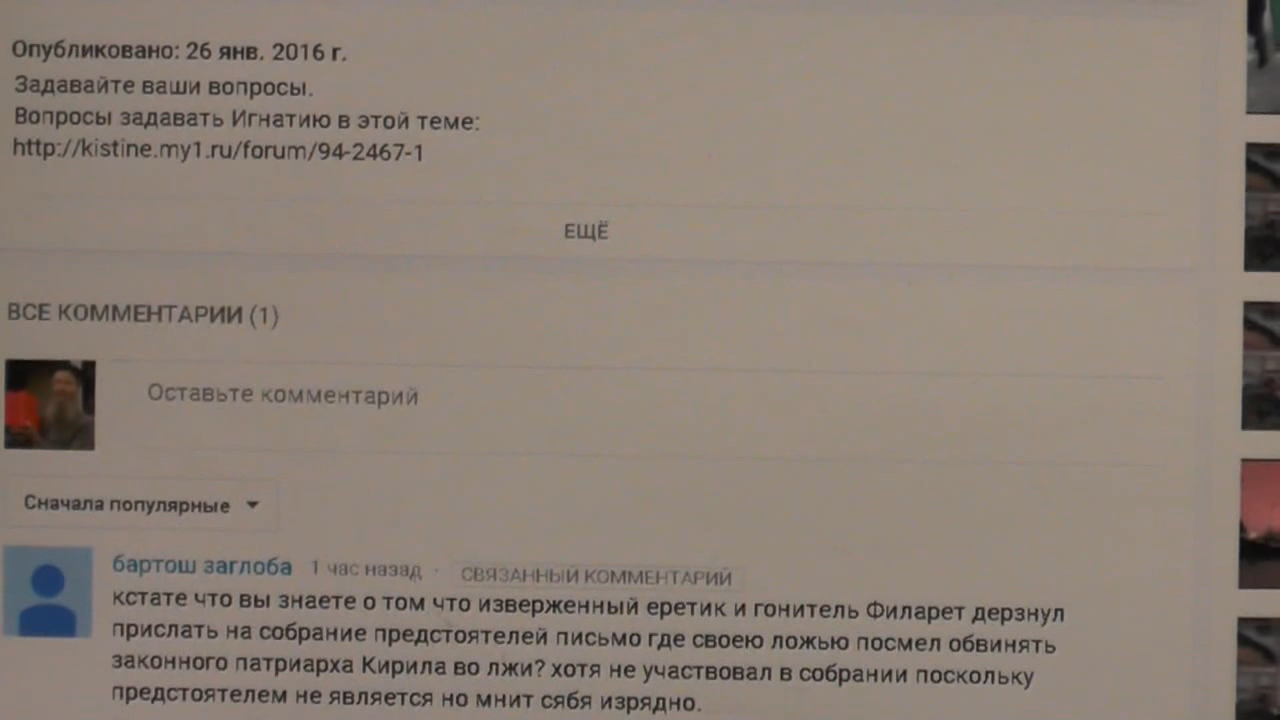 Опубликовано: 26 янв. 2016 г.
Задавайте ваши вопросы.
Вопросы задавать Игнатию в этой теме:
http://kistine.my1.ru/forum/94-2467-1
ЕЩЁ
ВСЕ КОММЕНТАРИИ (1)
Оставьте комментарий
Сначала популярные
бартош заглоба 1 час назад · СВЯЗАННЫЙ КОММЕНТАРИЙ
кстате что вы знаете о том что изверженный еретик и гонитель Филарет дерзнул
прислать на собрание предстоятелей письмо где своею ложью посмел обвинять
законного патриарха Кирила во лжи? хотя не участвовал в собрании поскольку
предстоятелем не является но мнит сябя изрядно.